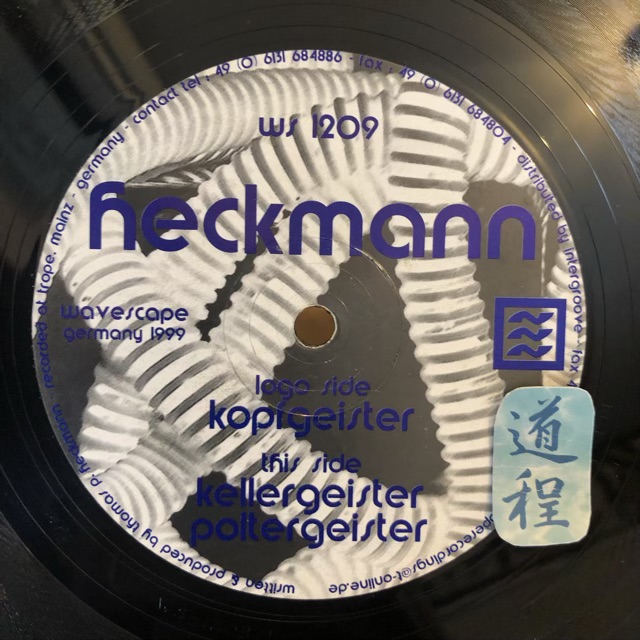 written & produced by thomas p. heckmann · recorded at trope, mainz - germany - contact tel : 49 (0) 6131 684886 - fax : 49 (0) 6131 684804 - distributed by intergroove - fax
@t-online.de
ws 1209
heckmann
wavescape
germany 1999
logo side
kopfgeister
this side
kellergeister
poltergeister
道程